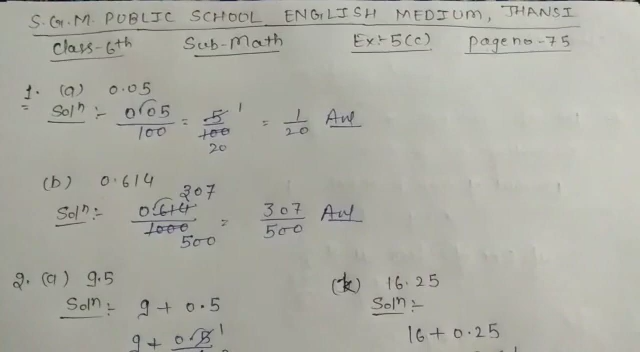 S.G.M. PUBLIC SCHOOL ENGLISH MEDIUM, JHANSI
Class-6th Sub-Math Ex:-5(c) Page no-75
1. (a) 0.05
Solⁿ:- 0.05/100 = 5/100 1/20 = 1/20 Ans
(b) 0.614
Solⁿ:- 0.614/1000 307/500 = 307/500 Ans
2. (a) 9.5
Solⁿ:- 9 + 0.5
9 + 0.5 1
(b) 16.25
Solⁿ:-
16 + 0.25